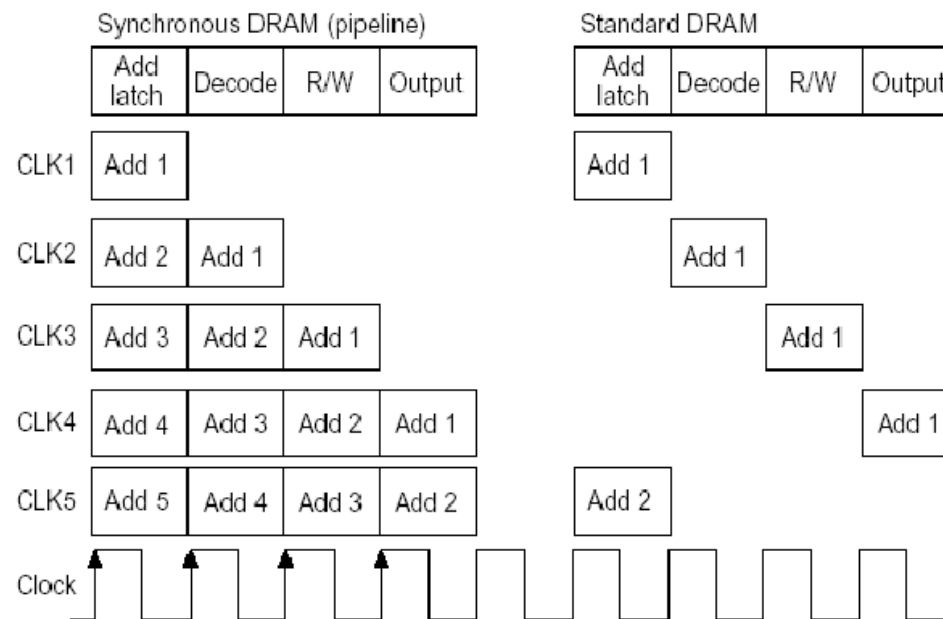 Synchronous DRAM (pipeline) Standard DRAM
Add latch Decode R/W Output Add latch Decode R/W Output
CLK1 Add 1 Add 1
CLK2 Add 2 Add 1 Add 1
CLK3 Add 3 Add 2 Add 1 Add 1
CLK4 Add 4 Add 3 Add 2 Add 1 Add 1
CLK5 Add 5 Add 4 Add 3 Add 2 Add 2
Clock